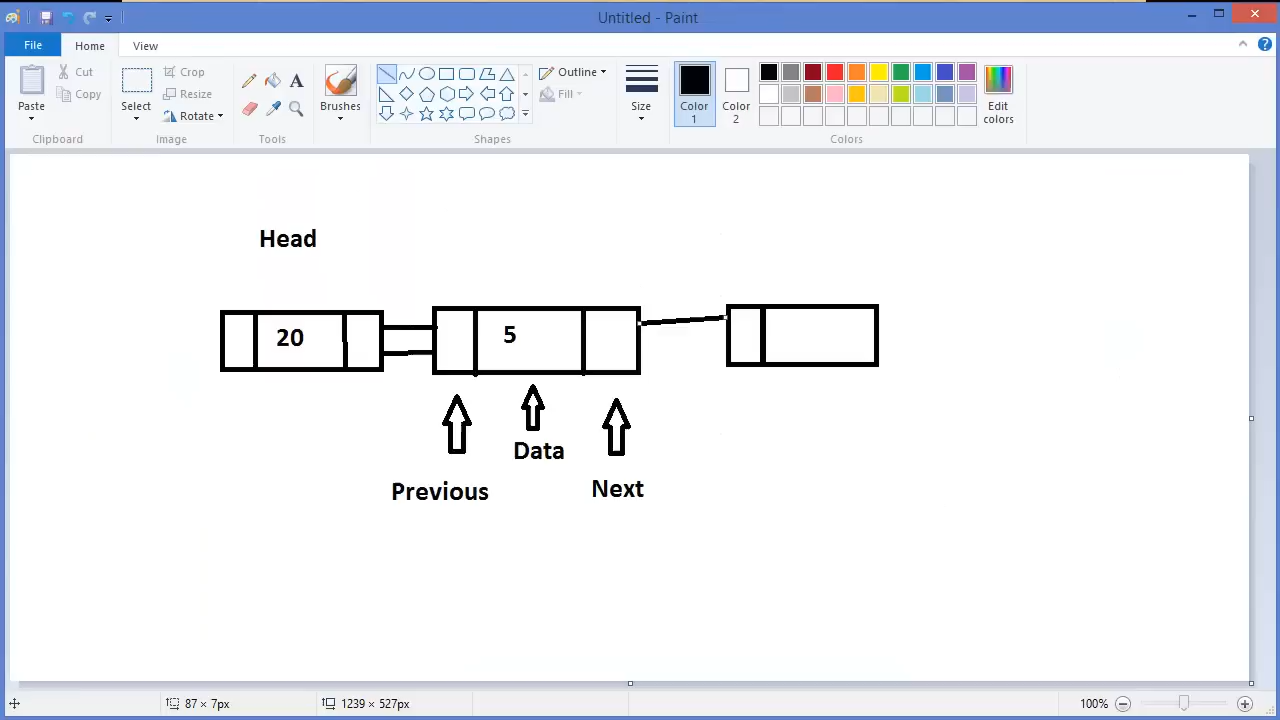 Untitled - Paint
File Home View
Paste
Cut
Copy
Clipboard
Select
Crop
Resize
Rotate
Image
A
Tools
Brushes
Outline
Fill
Shapes
Size
Color 1
Color 2
Edit colors
Colors
Head
20
5
Previous
Data
Next
87 × 7px
1239 × 527px
100%